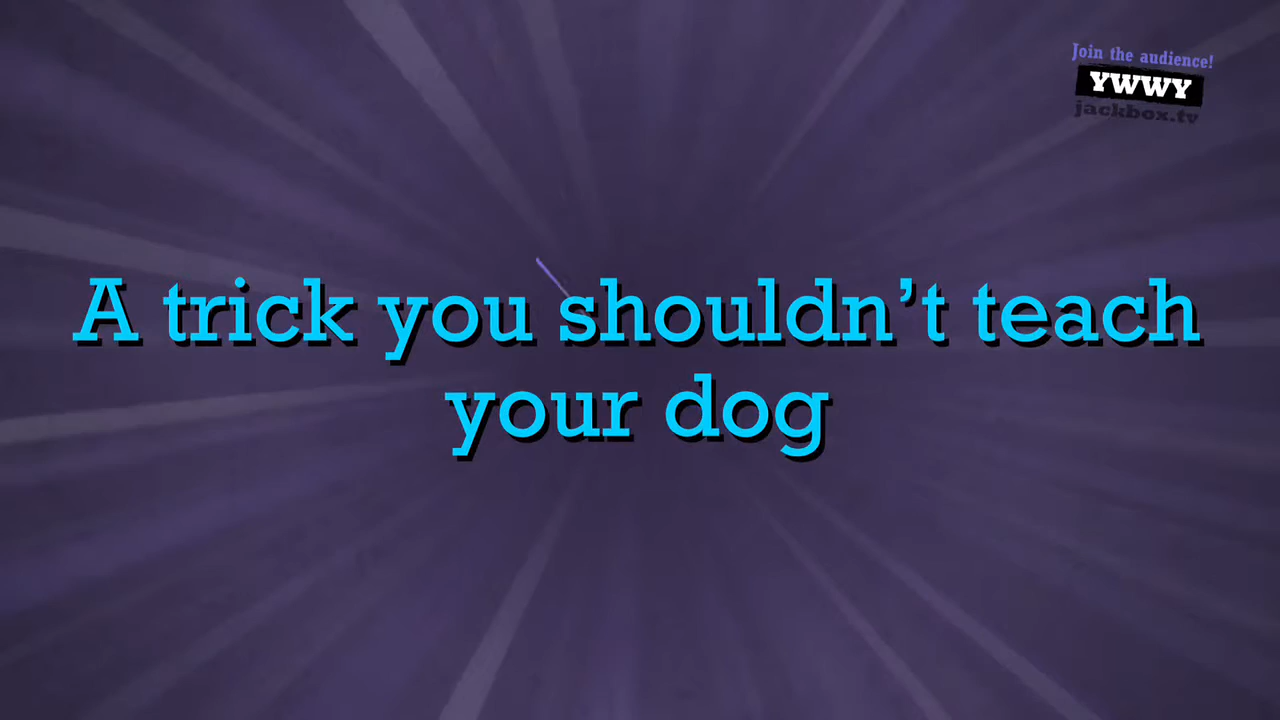 Join the audience!
YWWY
jackbox.tv
A trick you shouldn’t teach
your dog